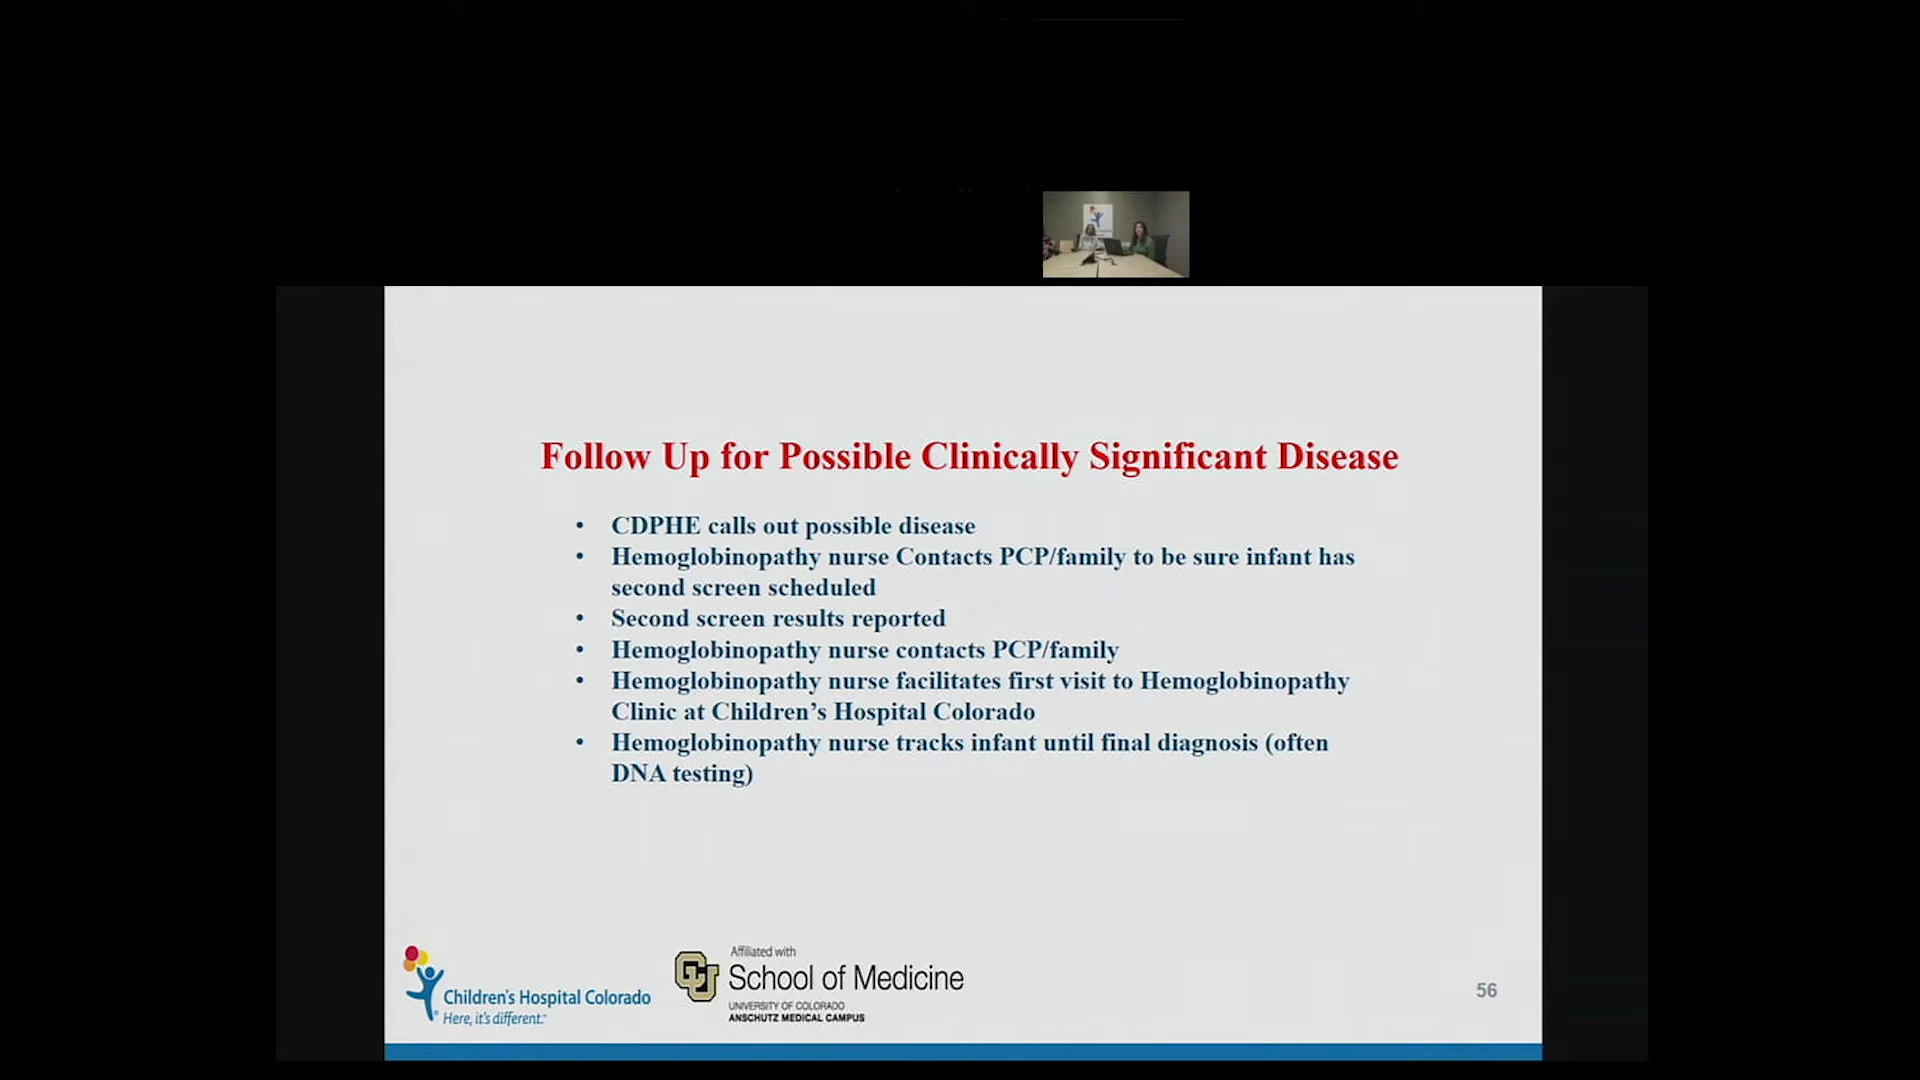 Follow Up for Possible Clinically Significant Disease
• CDPHE calls out possible disease
• Hemoglobinopathy nurse Contacts PCP/family to be sure infant has
second screen scheduled
• Second screen results reported
• Hemoglobinopathy nurse contacts PCP/family
• Hemoglobinopathy nurse facilitates first visit to Hemoglobinopathy
Clinic at Children’s Hospital Colorado
• Hemoglobinopathy nurse tracks infant until final diagnosis (often
DNA testing)
Children's Hospital Colorado
Here, it's different.™
CU
Affiliated with
School of Medicine
UNIVERSITY OF COLORADO
ANSCHUTZ MEDICAL CAMPUS
56